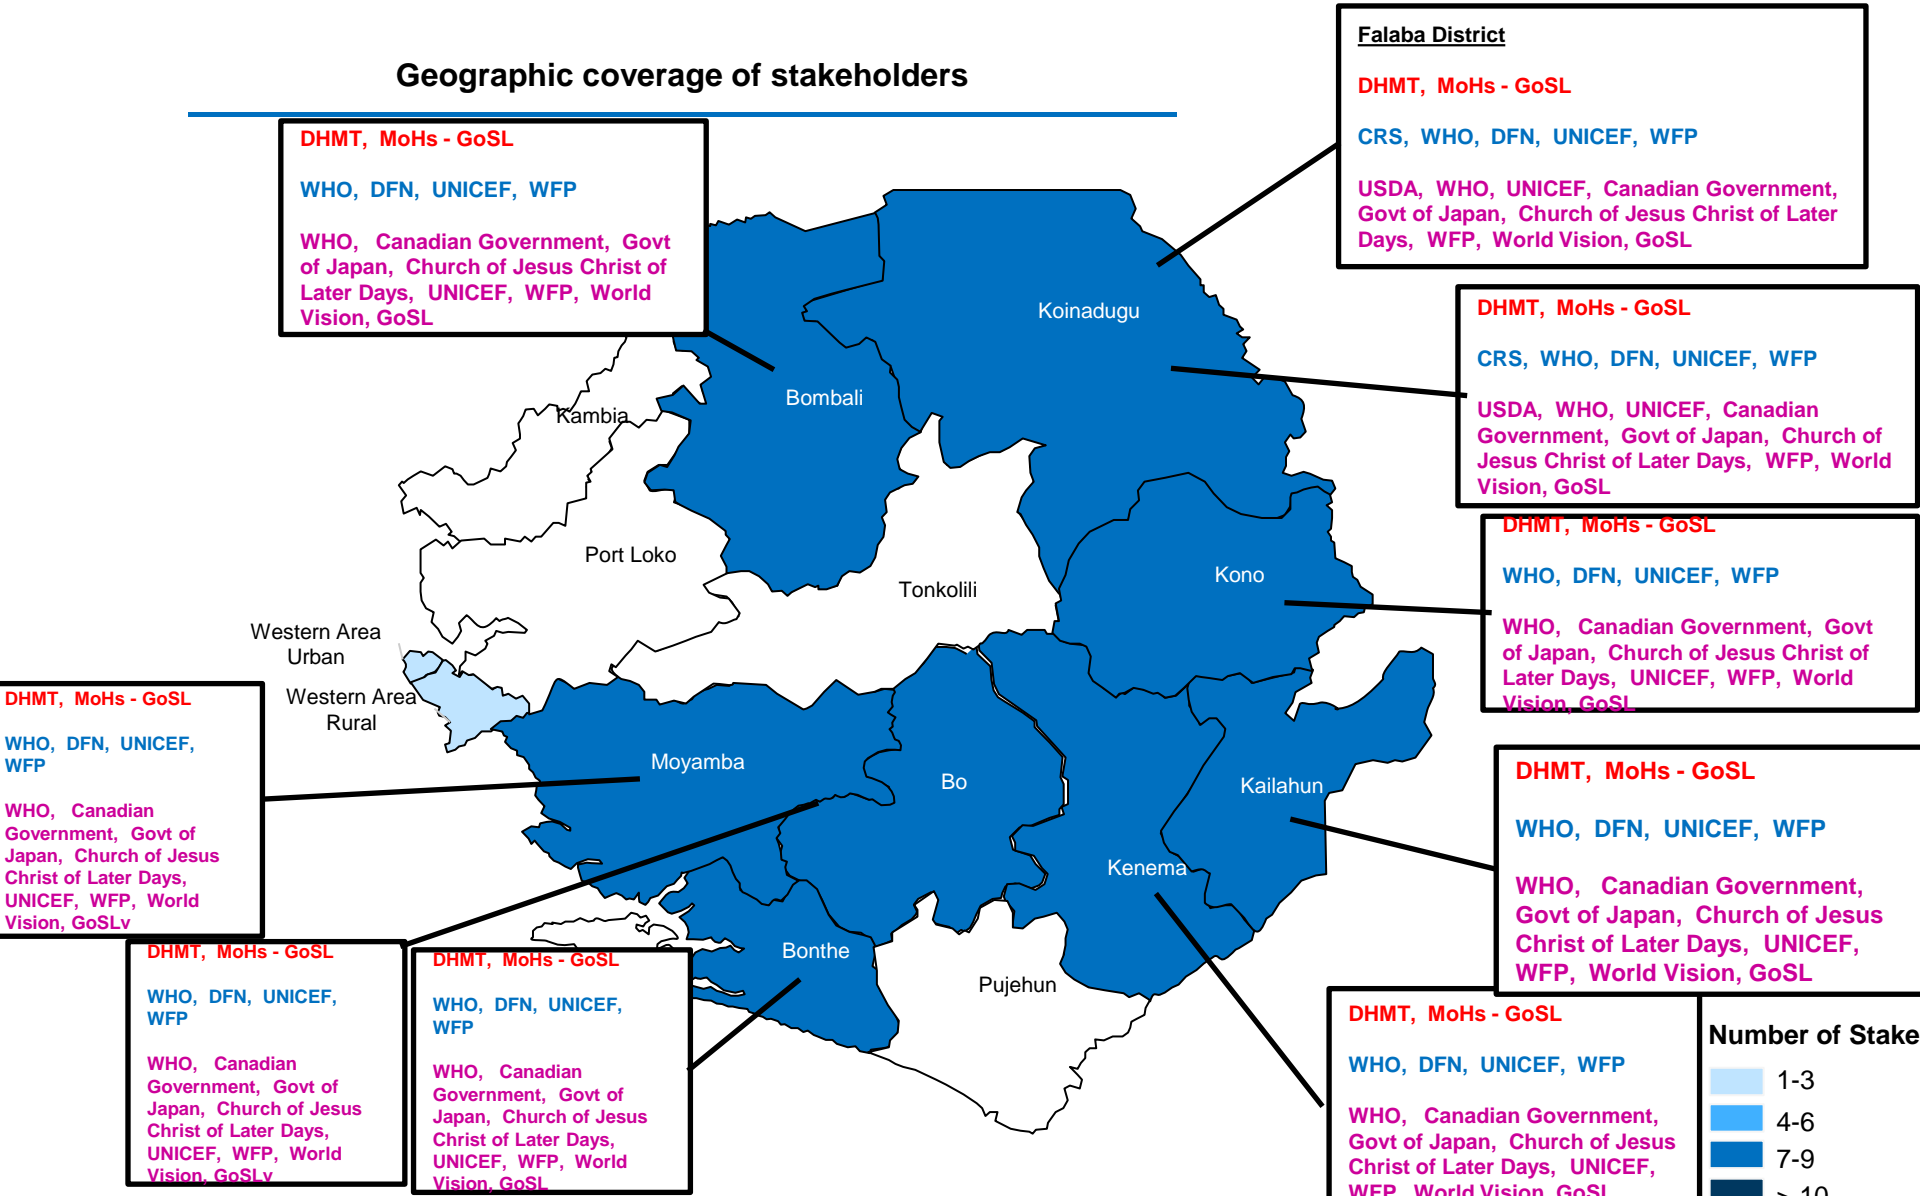 Geographic coverage of stakeholders
Falaba District
DHMT, MoHs - GoSL
CRS, WHO, DFN, UNICEF, WFP
USDA, WHO, UNICEF, Canadian Government,
Govt of Japan, Church of Jesus Christ of Later
Days, WFP, World Vision, GoSL
DHMT, MoHs - GoSL
WHO, DFN, UNICEF, WFP
WHO, Canadian Government, Govt
of Japan, Church of Jesus Christ of
Later Days, UNICEF, WFP, World
Vision, GoSL
DHMT, MoHs - GoSL
CRS, WHO, DFN, UNICEF, WFP
USDA, WHO, UNICEF, Canadian
Government, Govt of Japan, Church of
Jesus Christ of Later Days, WFP, World
Vision, GoSL
Koinadugu
Bombali
Kambia
Port Loko
Tonkolili
Kono
DHMT, MoHs - GoSL
WHO, DFN, UNICEF, WFP
WHO, Canadian Government, Govt
of Japan, Church of Jesus Christ of
Later Days, UNICEF, WFP, World
Vision, GoSL
Western Area
Urban
Western Area
Rural
DHMT, MoHs - GoSL
WHO, DFN, UNICEF,
WFP
WHO, Canadian
Government, Govt of
Japan, Church of Jesus
Christ of Later Days,
UNICEF, WFP, World
Vision, GoSLv
Moyamba
Bo
Kailahun
Kenema
Bonthe
Pujehun
DHMT, MoHs - GoSL
WHO, DFN, UNICEF, WFP
WHO, Canadian Government,
Govt of Japan, Church of Jesus
Christ of Later Days, UNICEF,
WFP, World Vision, GoSL
DHMT, MoHs - GoSL
WHO, DFN, UNICEF,
WFP
WHO, Canadian
Government, Govt of
Japan, Church of Jesus
Christ of Later Days,
UNICEF, WFP, World
Vision, GoSLv
DHMT, MoHs - GoSL
WHO, DFN, UNICEF,
WFP
WHO, Canadian
Government, Govt of
Japan, Church of Jesus
Christ of Later Days,
UNICEF, WFP, World
Vision, GoSL
DHMT, MoHs - GoSL
WHO, DFN, UNICEF, WFP
WHO, Canadian Government,
Govt of Japan, Church of Jesus
Christ of Later Days, UNICEF,
WFP, World Vision, GoSL
Number of Stake
1-3
4-6
7-9
> 10